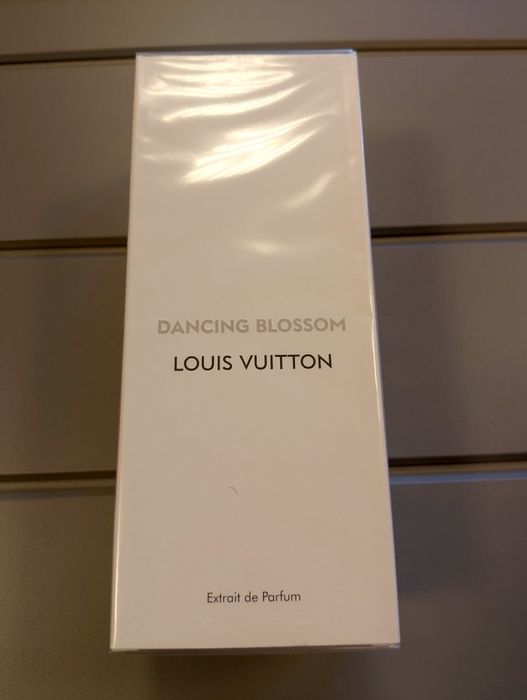 DANCING BLOSSOM
LOUIS VUITTON
Extrait de Parfum